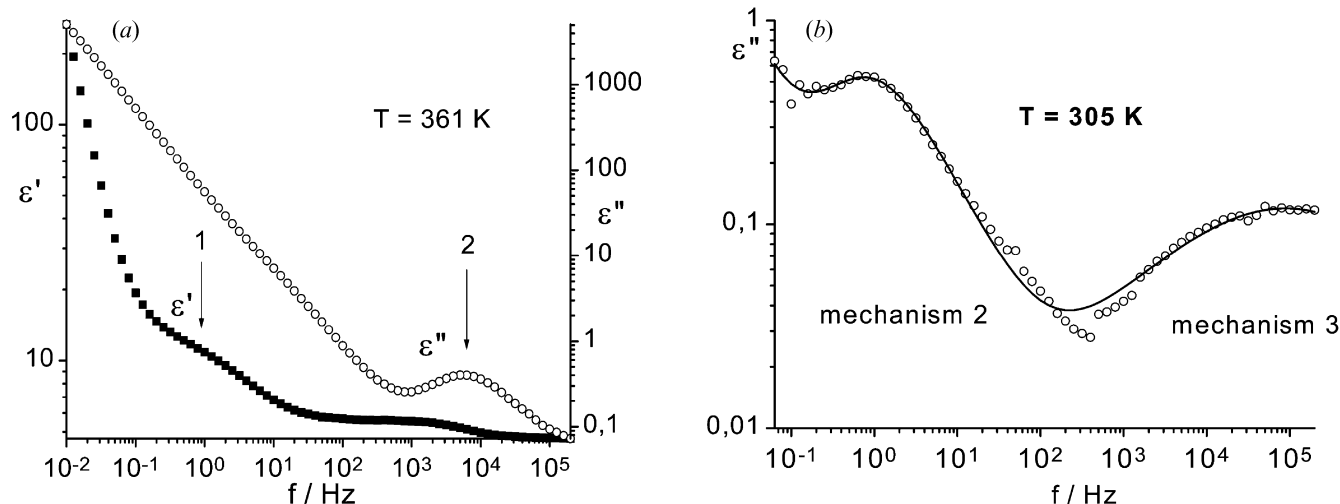 (a)
T = 361 K
1000
100
100
ε'
ε"
1
2
10
ε'
ε"
1
10
0,1
10⁻² 10⁻¹ 10⁰ 10¹ 10² 10³ 10⁴ 10⁵
f / Hz
(b)
1
ε"
T = 305 K
0,1
mechanism 2
mechanism 3
0,01
10⁻¹ 10⁰ 10¹ 10² 10³ 10⁴ 10⁵
f / Hz